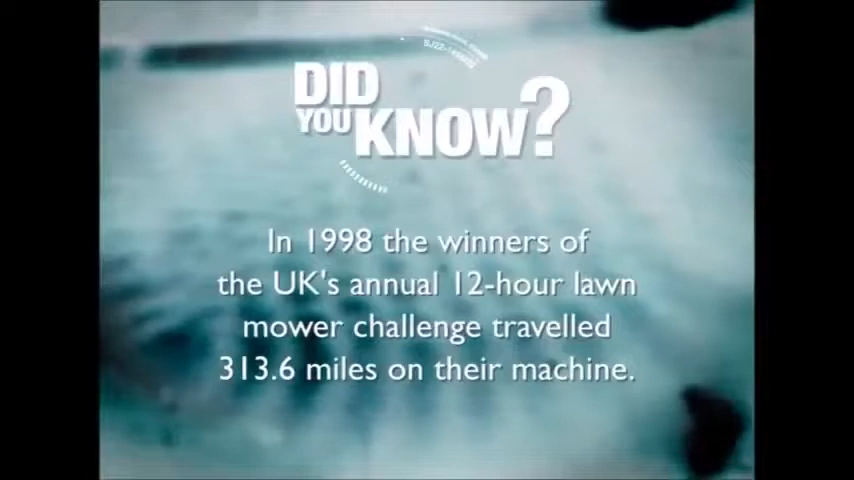 DID
YOU KNOW?
In 1998 the winners of
the UK's annual 12-hour lawn
mower challenge travelled
313.6 miles on their machine.